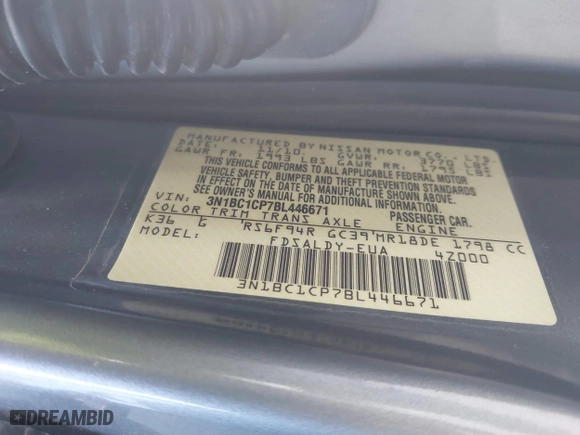 MANUFACTURED BY NISSAN MOTOR CO., LTD.
DATE: 11/10 GVWR: 3770 LBS
GAWR FR: 1993 LBS GAWR RR: 1795 LBS
THIS VEHICLE CONFORMS TO ALL APPLICABLE FEDERAL MOTOR
VEHICLE SAFETY, BUMPER AND THEFT PREVENTION STANDARDS
IN EFFECT ON THE DATE OF MANUFACTURE SHOWN ABOVE.
SEE OWNER'S MANUAL FOR ADDITIONAL INFORMATION.
VIN: 3N1BC1CP7BL446671 PASSENGER CAR.
COLOR TRIM TRANS AXLE ENGINE
K36 G RS6F94R GC39 MR18DE 1798 CC
MODEL: FDSALDY-EUA 4Z000
3N1BC1CP7BL446671
DREAMBID